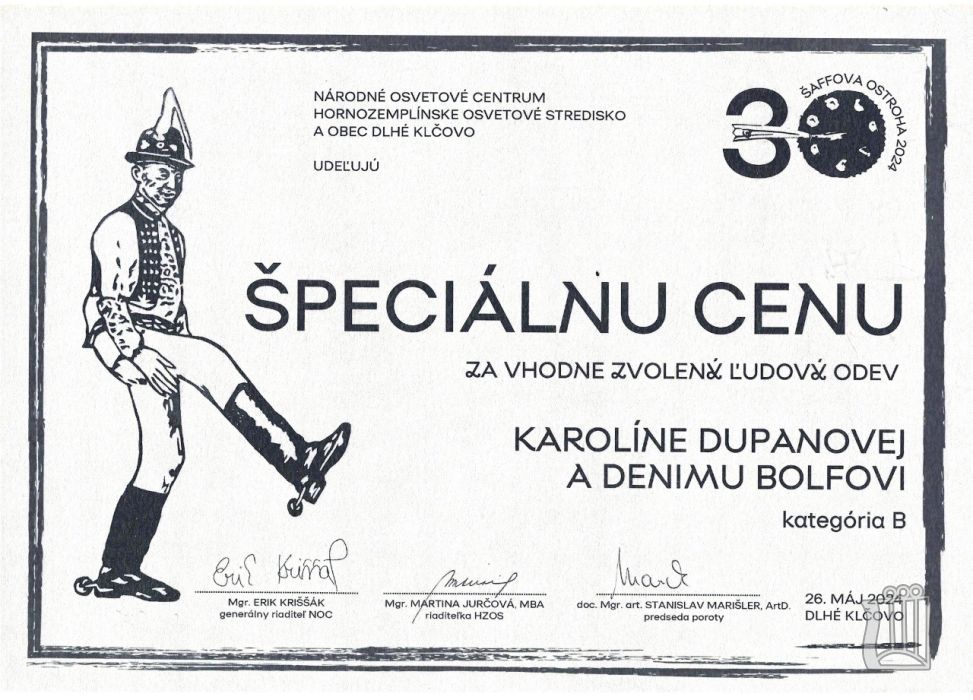 NÁRODNÉ OSVETOVÉ CENTRUM
HORNOZEMPLÍNSKE OSVETOVÉ STREDISKO
A OBEC DLHÉ KLČOVO
UDEĽUJÚ
30
ŠAFFOVA OSTROHA 2024
ŠPECIÁLNU CENU
ZA VHODNE ZVOLENÝ ĽUDOVÝ ODEV
KAROLÍNE DUPANOVEJ
A DENIMU BOLFOVI
kategória B
Mgr. ERIK KRIŠŠÁK
generálny riaditeľ NOC
Mgr. MARTINA JURČOVÁ, MBA
riaditeľka HZOS
doc. Mgr. art. STANISLAV MARIŠLER, ArtD.
predseda poroty
26. MÁJ 2024
DLHÉ KLČOVO